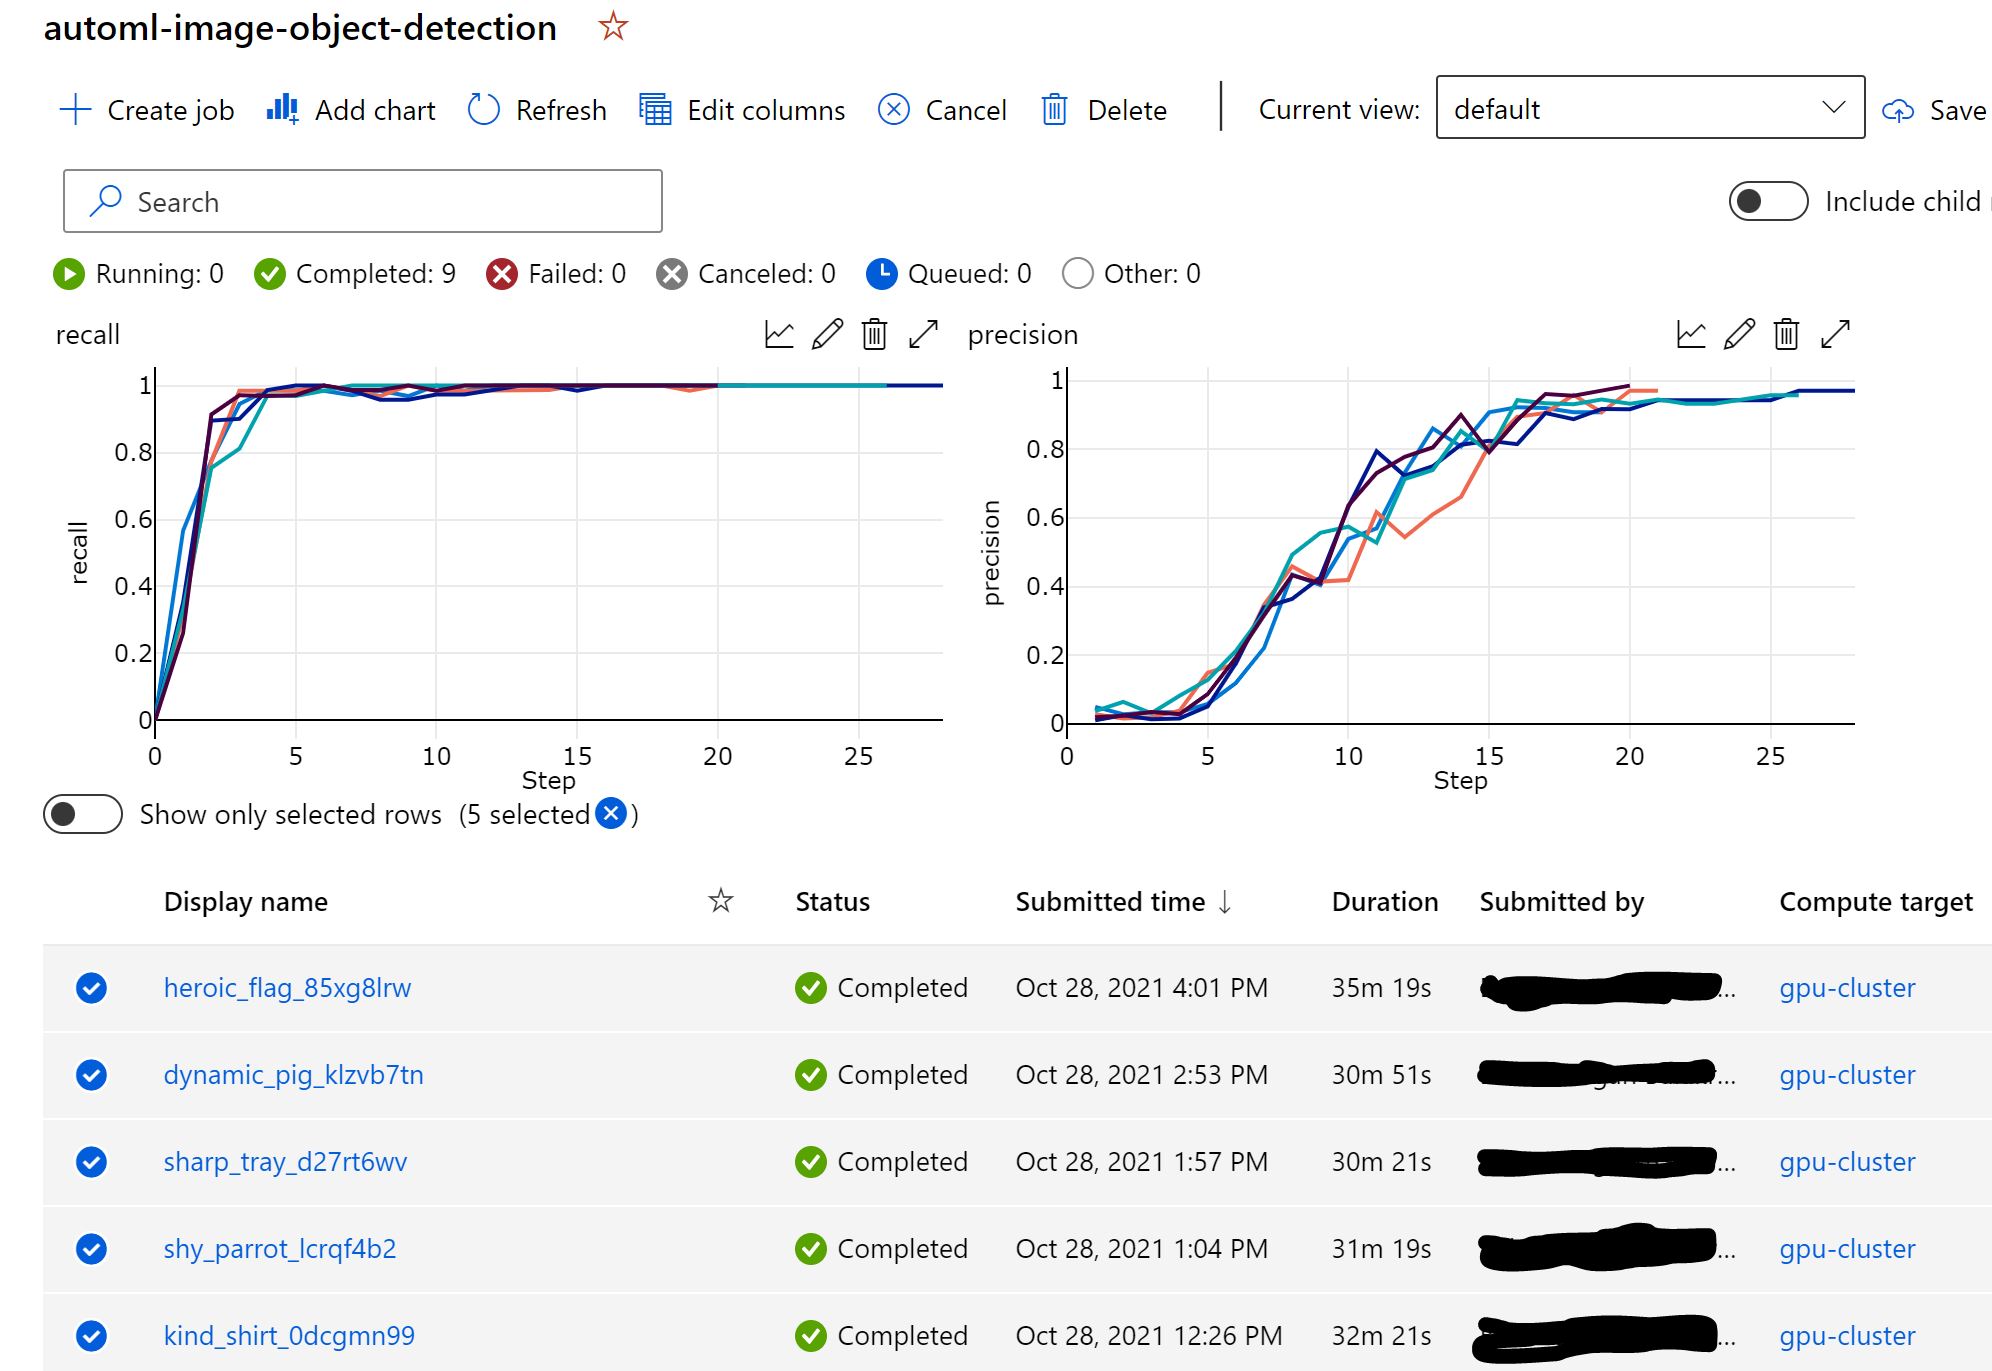 automl-image-object-detection
Create job Add chart Refresh Edit columns Cancel Delete Current view: default Save
Search
Include child
Running: 0 Completed: 9 Failed: 0 Canceled: 0 Queued: 0 Other: 0
recall
1
0.8
0.6
0.4
0.2
0
recall
0 5 10 15 20 25
Step
precision
1
0.8
0.6
0.4
0.2
0
precision
0 5 10 15 20 25
Step
Show only selected rows (5 selected )
Display name Status Submitted time ↓ Duration Submitted by Compute target
heroic_flag_85xg8lrw Completed Oct 28, 2021 4:01 PM 35m 19s ... gpu-cluster
dynamic_pig_klzvb7tn Completed Oct 28, 2021 2:53 PM 30m 51s ... gpu-cluster
sharp_tray_d27rt6wv Completed Oct 28, 2021 1:57 PM 30m 21s ... gpu-cluster
shy_parrot_lcrqf4b2 Completed Oct 28, 2021 1:04 PM 31m 19s ... gpu-cluster
kind_shirt_0dcgmn99 Completed Oct 28, 2021 12:26 PM 32m 21s ... gpu-cluster